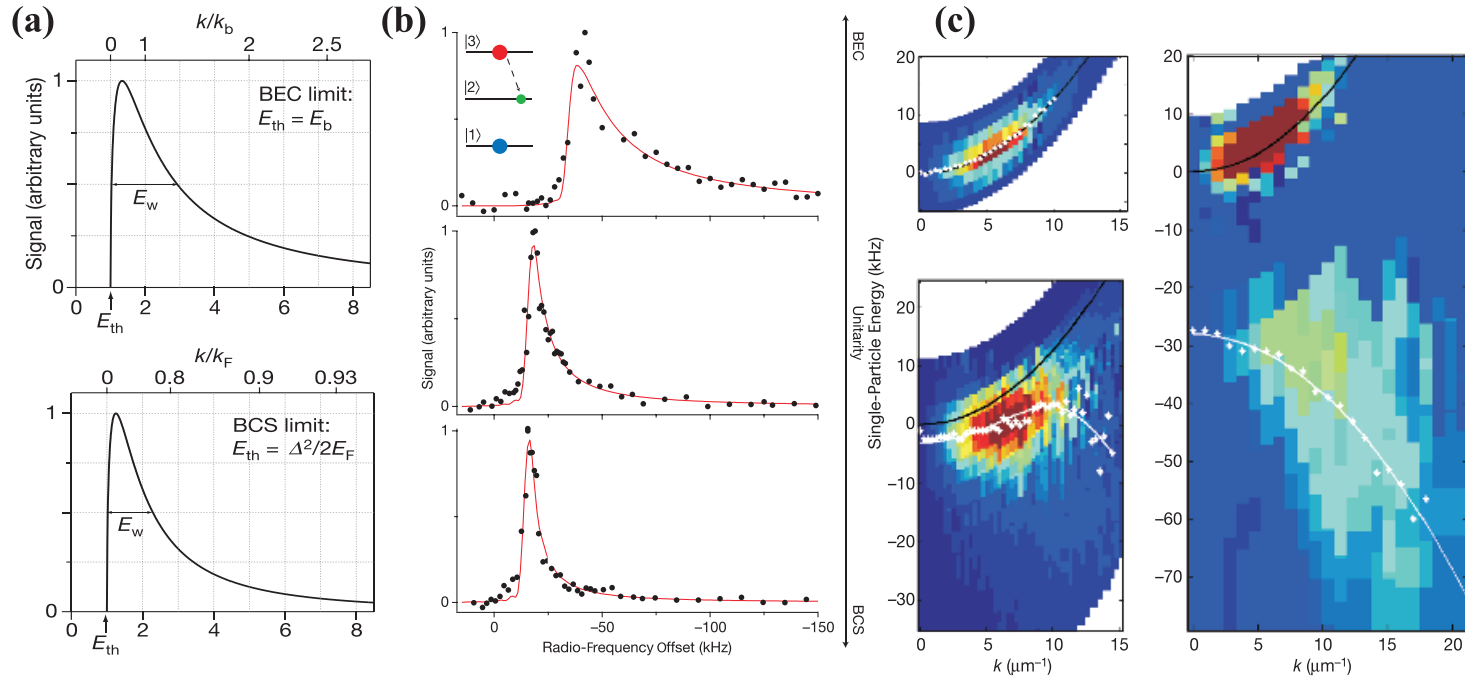 (a)
k/k_b
0 1 2 2.5
1
0
Signal (arbitrary units)
BEC limit:
E_th = E_b
E_w
0 2 4 6 8
E_th
k/k_F
0 0.8 0.9 0.93
1
0
BCS limit:
E_th = Δ²/2E_F
E_w
0 2 4 6 8
E_th
(b)
|3⟩
|2⟩
|1⟩
1
0
1
0
1
0
Signal (arbitrary units)
0 −50 −100 −150
Radio-Frequency Offset (kHz)
BEC
Unitarity
BCS
(c)
20
10
0
0 5 10 15
Single-Particle Energy (kHz)
20
10
0
−10
−20
−30
0 5 10 15
k (μm⁻¹)
20
10
0
−10
−20
−30
−40
−50
−60
−70
0 5 10 15 20
k (μm⁻¹)